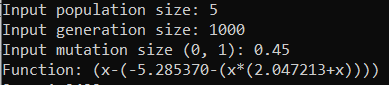 Input population size: 5
Input generation size: 1000
Input mutation size (0, 1): 0.45
Function: (x-(-5.285370-(x*(2.047213+x))))